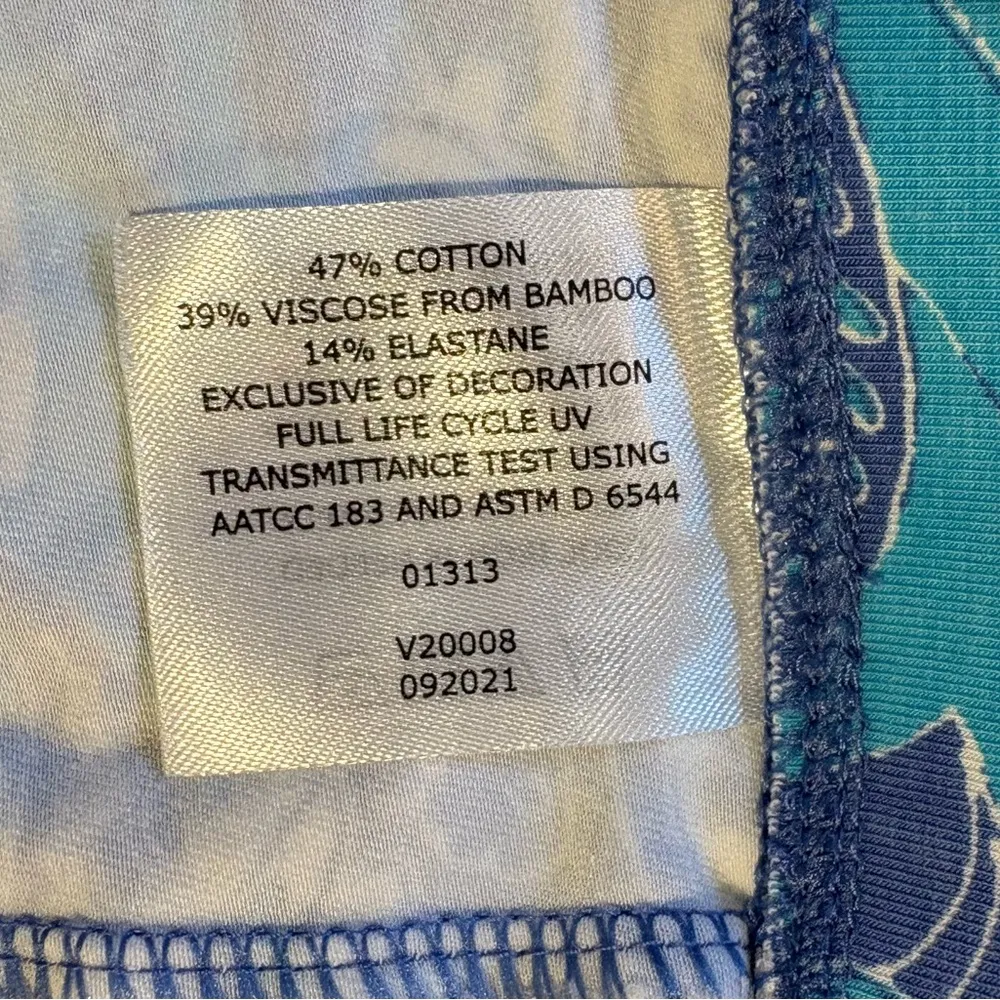 47% COTTON
39% VISCOSE FROM BAMBOO
14% ELASTANE
EXCLUSIVE OF DECORATION
FULL LIFE CYCLE UV
TRANSMITTANCE TEST USING
AATCC 183 AND ASTM D 6544
01313
V20008
092021